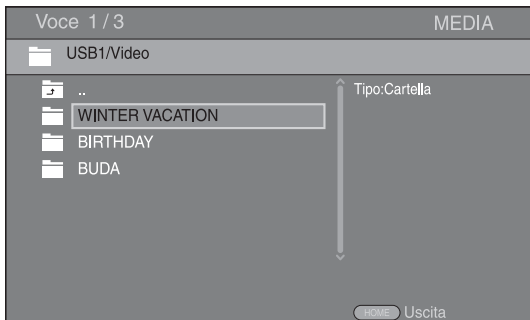 Voce 1/3 MEDIA
USB1/Video
..
WINTER VACATION
BIRTHDAY
BUDA
Tipo:Cartella
HOME Uscita